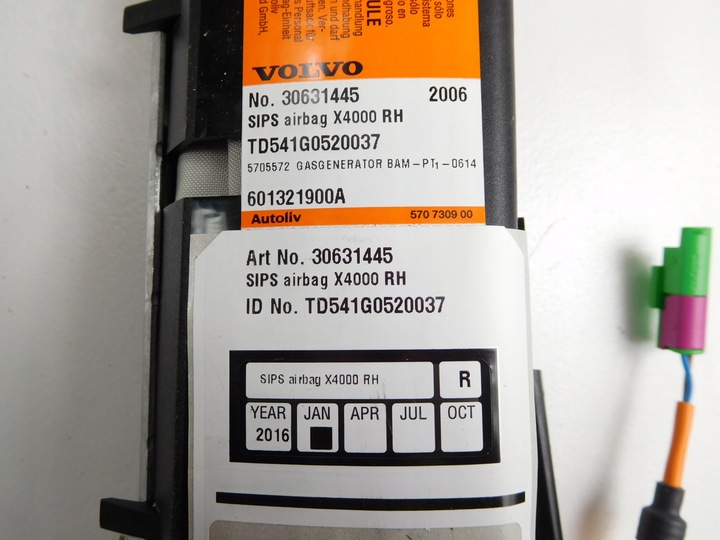 VOLVO
No. 30631445 2006
SIPS airbag X4000 RH
TD541G0520037
5705572 GASGENERATOR BAM-PT1-0614
601321900A
Autoliv 570 7309 00
Art No. 30631445
SIPS airbag X4000 RH
ID No. TD541G0520037
SIPS airbag X4000 RH R
YEAR JAN APR JUL OCT
2016